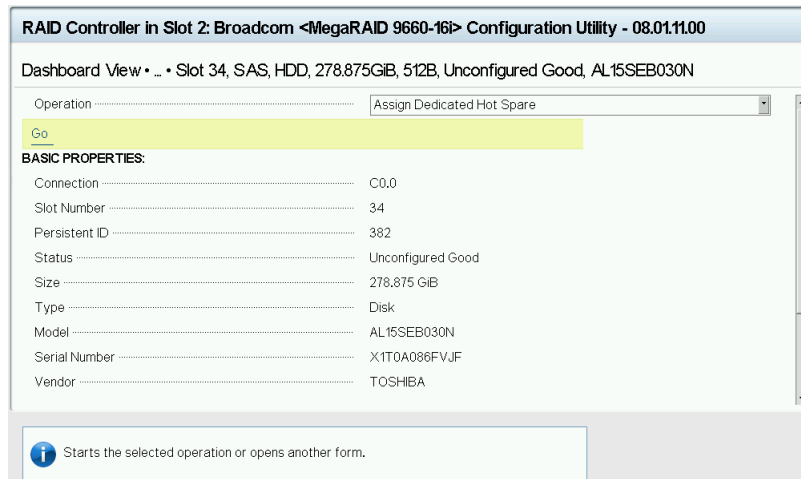 RAID Controller in Slot 2: Broadcom <MegaRAID 9660-16i> Configuration Utility - 08.01.11.00
Dashboard View • ... • Slot 34, SAS, HDD, 278.875GiB, 512B, Unconfigured Good, AL15SEB030N
Operation Assign Dedicated Hot Spare
Go
BASIC PROPERTIES:
Connection C0.0
Slot Number 34
Persistent ID 382
Status Unconfigured Good
Size 278.875 GiB
Type Disk
Model AL15SEB030N
Serial Number X1T0A086FVJF
Vendor TOSHIBA
Starts the selected operation or opens another form.